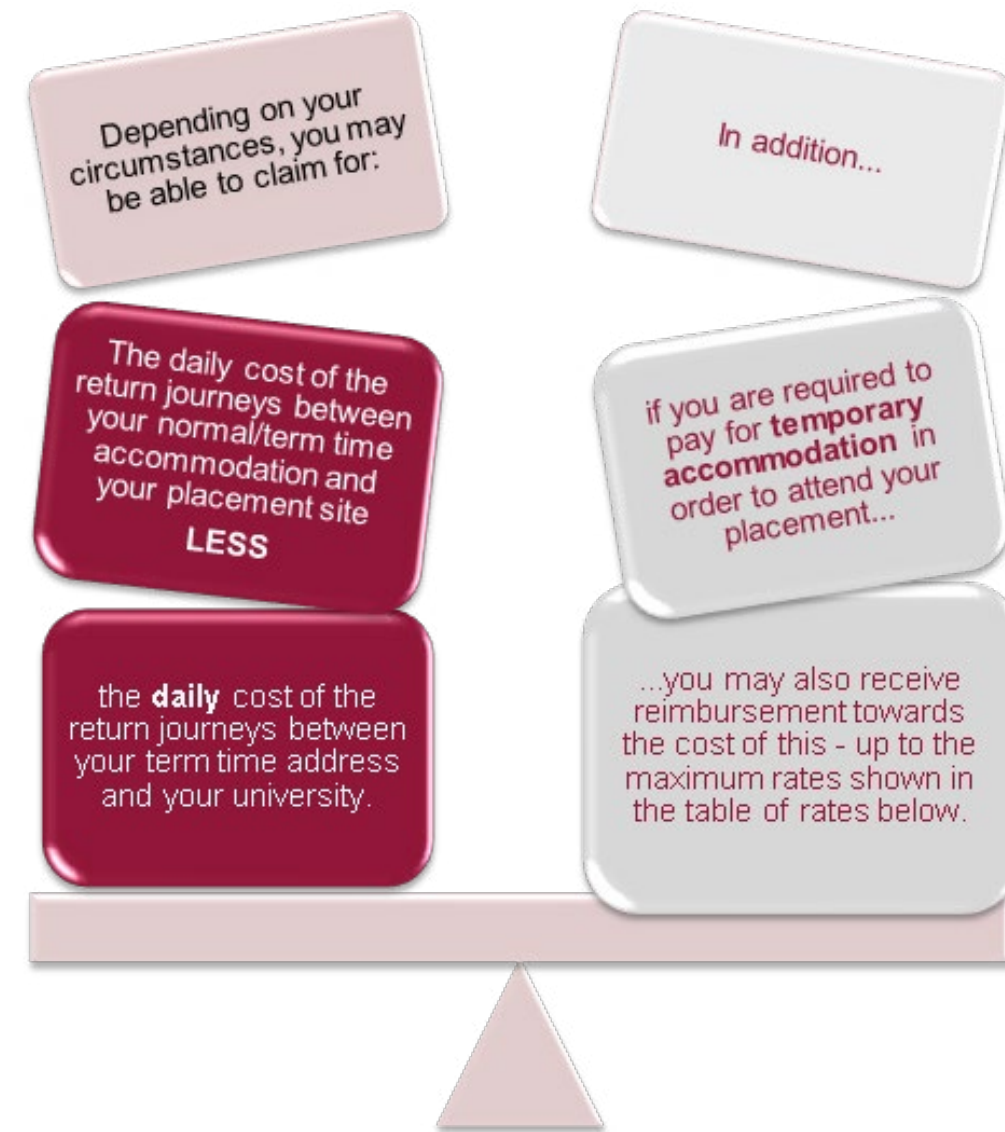 Depending on your
circumstances, you may
be able to claim for:
The daily cost of the
return journeys between
your normal/term time
accommodation and
your placement site
LESS
the daily cost of the
return journeys between
your term time address
and your university.
In addition...
if you are required to
pay for temporary
accommodation in
order to attend your
placement...
...you may also receive
reimbursement towards
the cost of this - up to the
maximum rates shown in
the table of rates below.